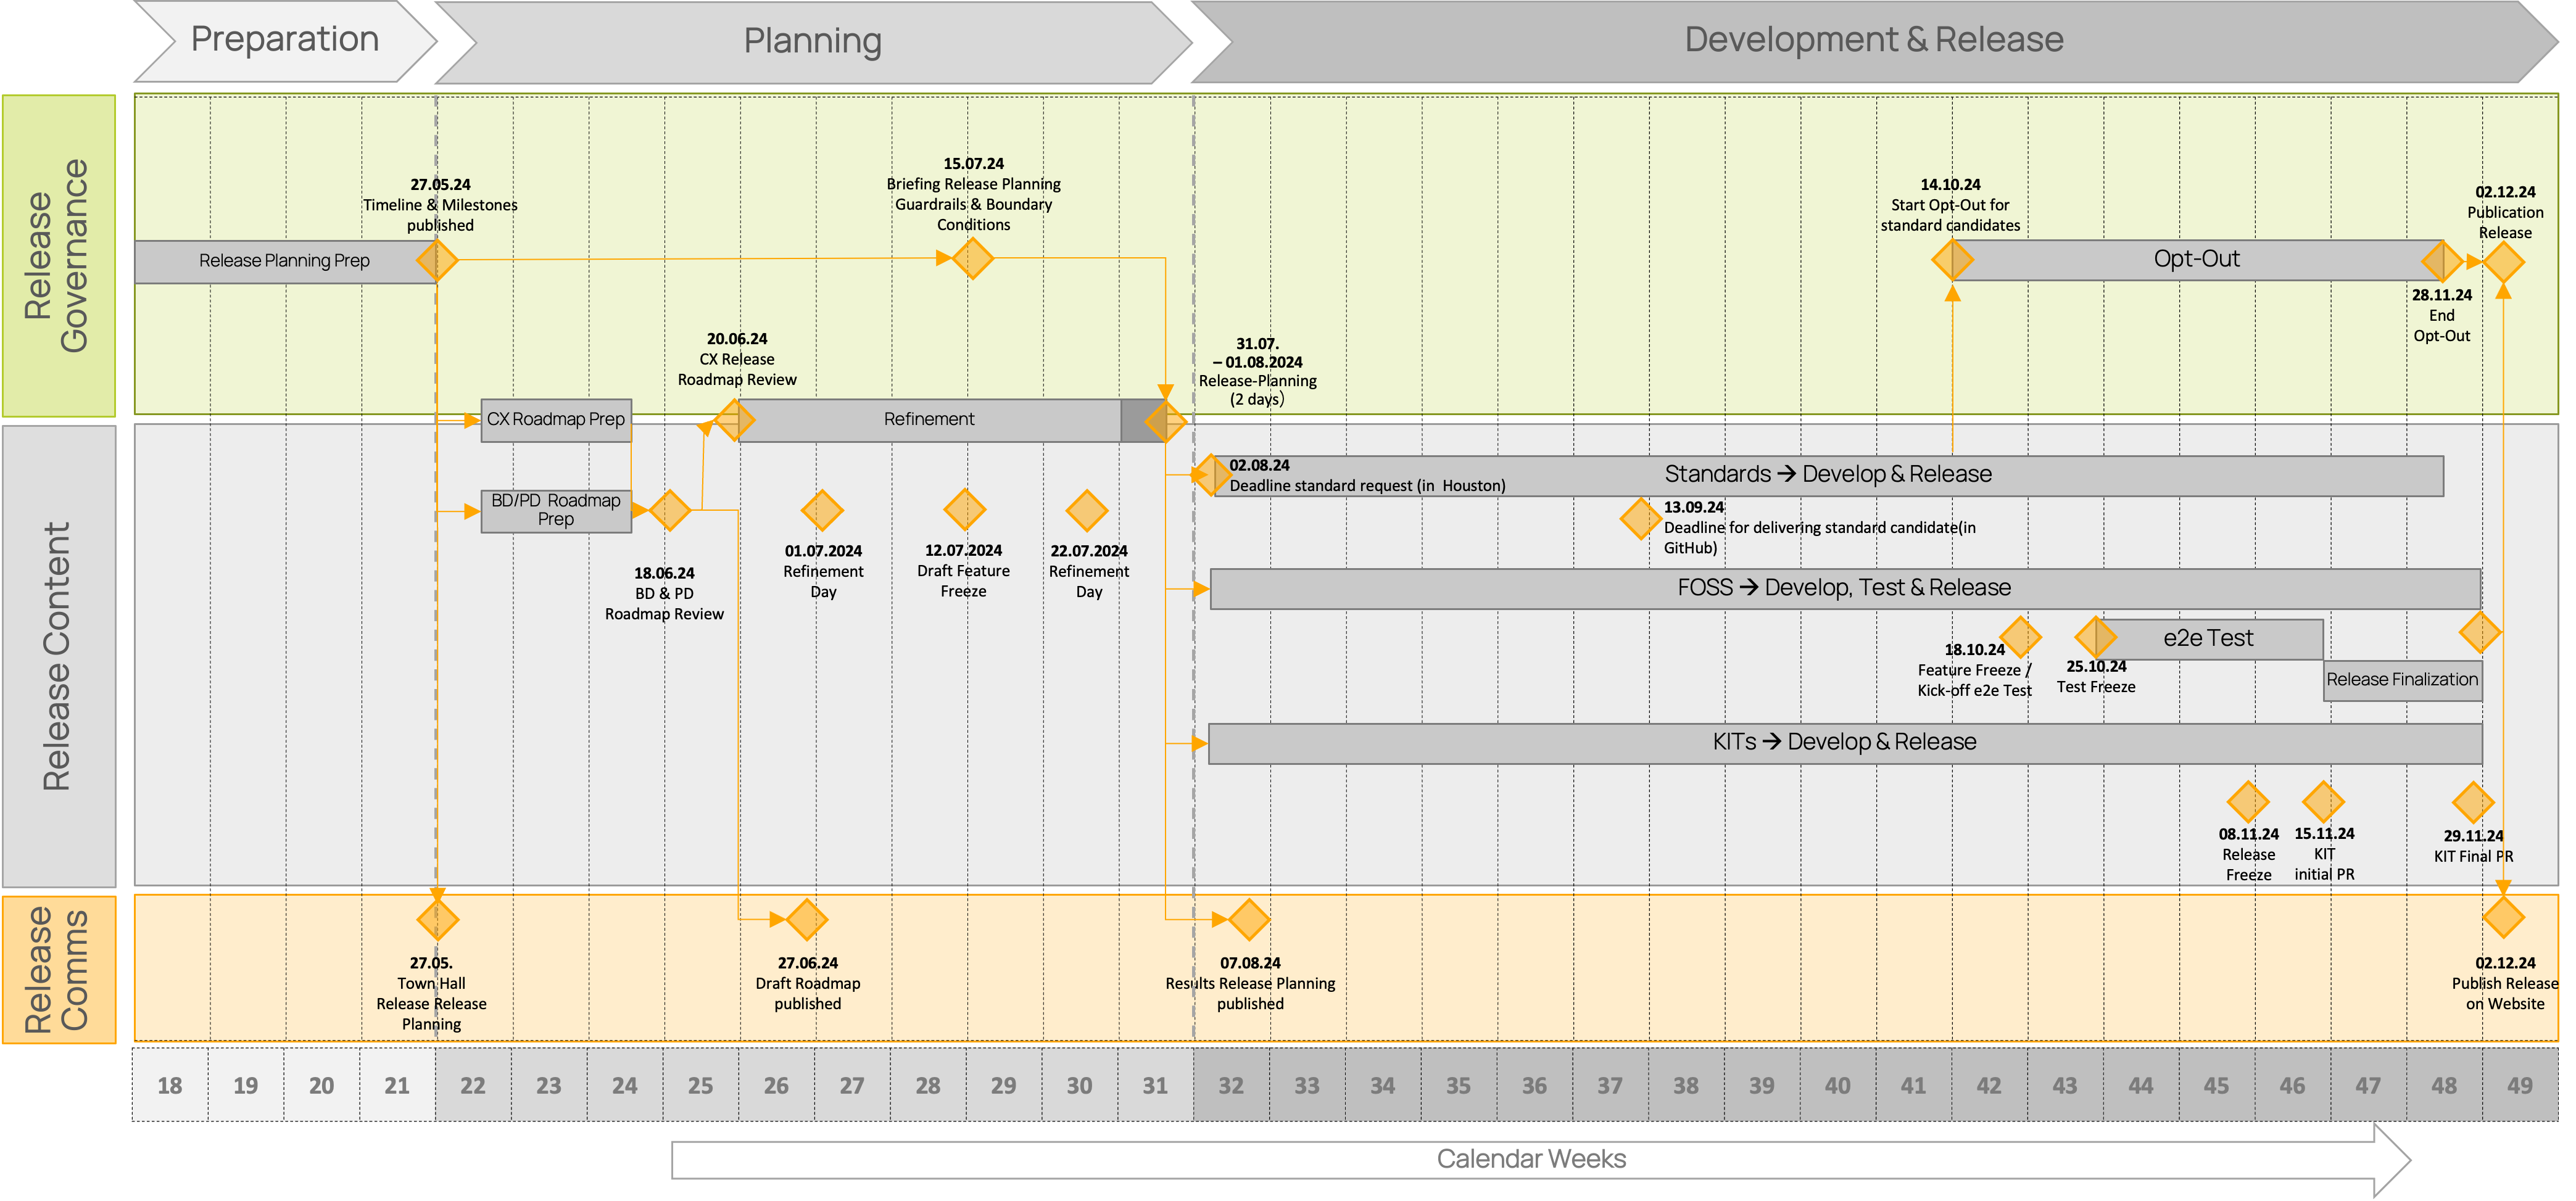 Preparation
Planning
Development & Release
Release
Governance
27.05.24
Timeline & Milestones
published
Release Planning Prep
15.07.24
Briefing Release Planning
Guardrails & Boundary
Conditions
14.10.24
Start Opt-Out for
standard candidates
Opt-Out
02.12.24
Publication
Release
28.11.24
End
Opt-Out
20.06.24
CX Release
Roadmap Review
31.07.
– 01.08.2024
Release-Planning
(2 days)
CX Roadmap Prep
Refinement
Release Content
BD/PD Roadmap
Prep
18.06.24
BD & PD
Roadmap Review
01.07.2024
Refinement
Day
12.07.2024
Draft Feature
Freeze
22.07.2024
Refinement
Day
02.08.24
Deadline standard request (in Houston)
Standards → Develop & Release
13.09.24
Deadline for delivering standard candidate(in
GitHub)
FOSS → Develop, Test & Release
18.10.24
Feature Freeze /
Kick-off e2e Test
25.10.24
Test Freeze
e2e Test
Release Finalization
KITs → Develop & Release
08.11.24
Release
Freeze
15.11.24
KIT
initial PR
29.11.24
KIT Final PR
Release
Comms
27.05.
Town Hall
Release Release
Planning
27.06.24
Draft Roadmap
published
07.08.24
Results Release Planning
published
02.12.24
Publish Release
on Website
18 19 20 21 22 23 24 25 26 27 28 29 30 31 32 33 34 35 36 37 38 39 40 41 42 43 44 45 46 47 48 49
Calendar Weeks